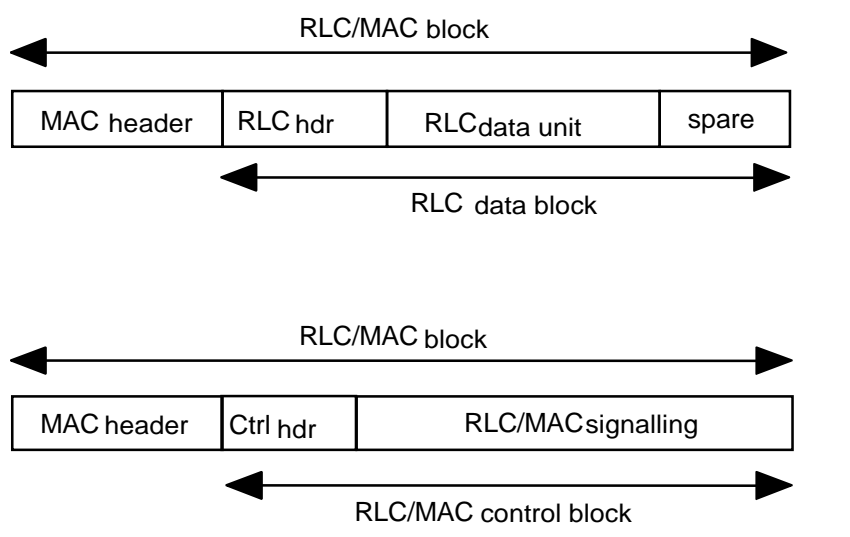 RLC/MAC block
MAC header RLC hdr RLC data unit spare
RLC data block
RLC/MAC block
MAC header Ctrl hdr RLC/MAC signalling
RLC/MAC control block